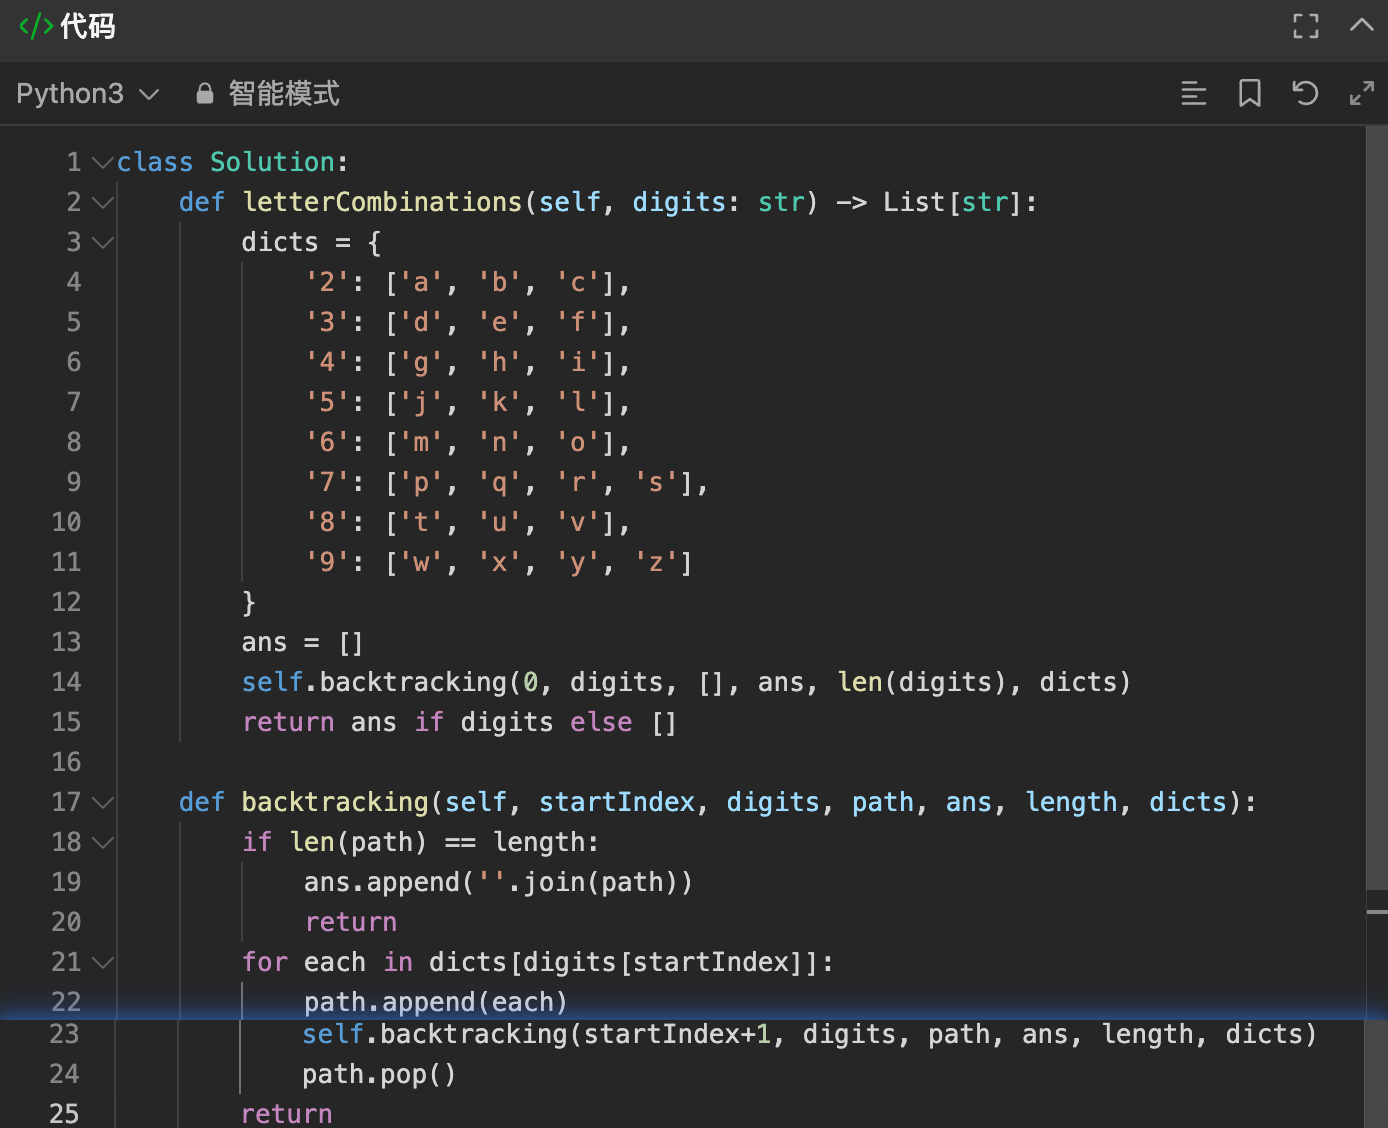 </> 代码
Python3 智能模式
1 class Solution:
2     def letterCombinations(self, digits: str) -> List[str]:
3         dicts = {
4             '2': ['a', 'b', 'c'],
5             '3': ['d', 'e', 'f'],
6             '4': ['g', 'h', 'i'],
7             '5': ['j', 'k', 'l'],
8             '6': ['m', 'n', 'o'],
9             '7': ['p', 'q', 'r', 's'],
10             '8': ['t', 'u', 'v'],
11             '9': ['w', 'x', 'y', 'z']
12         }
13         ans = []
14         self.backtracking(0, digits, [], ans, len(digits), dicts)
15         return ans if digits else []
16
17     def backtracking(self, startIndex, digits, path, ans, length, dicts):
18         if len(path) == length:
19             ans.append(''.join(path))
20             return
21         for each in dicts[digits[startIndex]]:
22             path.append(each)
23             self.backtracking(startIndex+1, digits, path, ans, length, dicts)
24             path.pop()
25         return